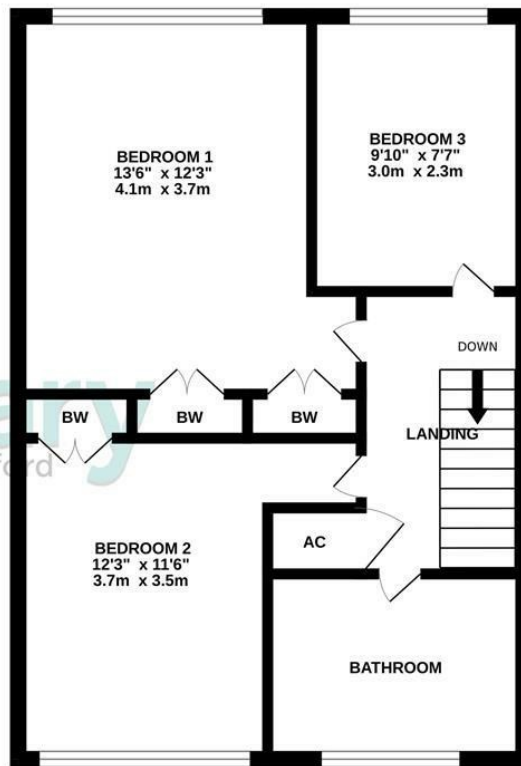 BEDROOM 1
13'6" x 12'3"
4.1m x 3.7m
BEDROOM 3
9'10" x 7'7"
3.0m x 2.3m
DOWN
BW
BW
BW
LANDING
AC
BEDROOM 2
12'3" x 11'6"
3.7m x 3.5m
BATHROOM